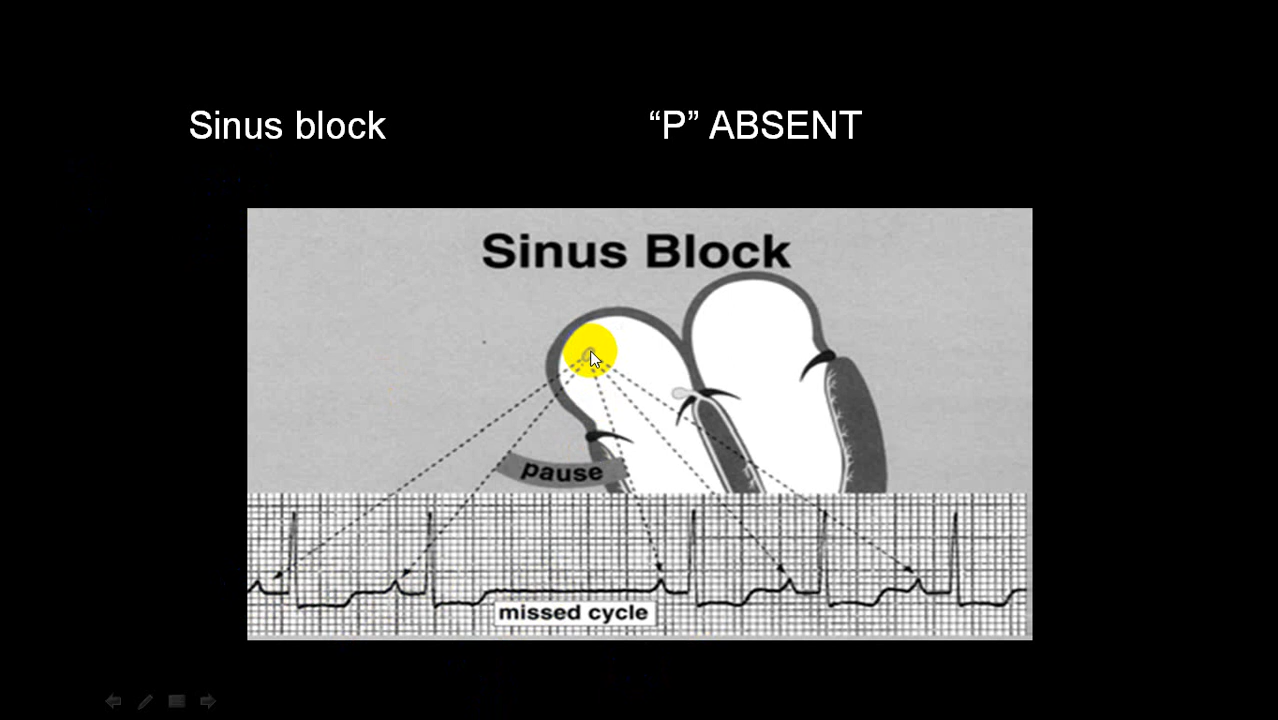 Sinus block
“P” ABSENT
Sinus Block
pause
missed cycle